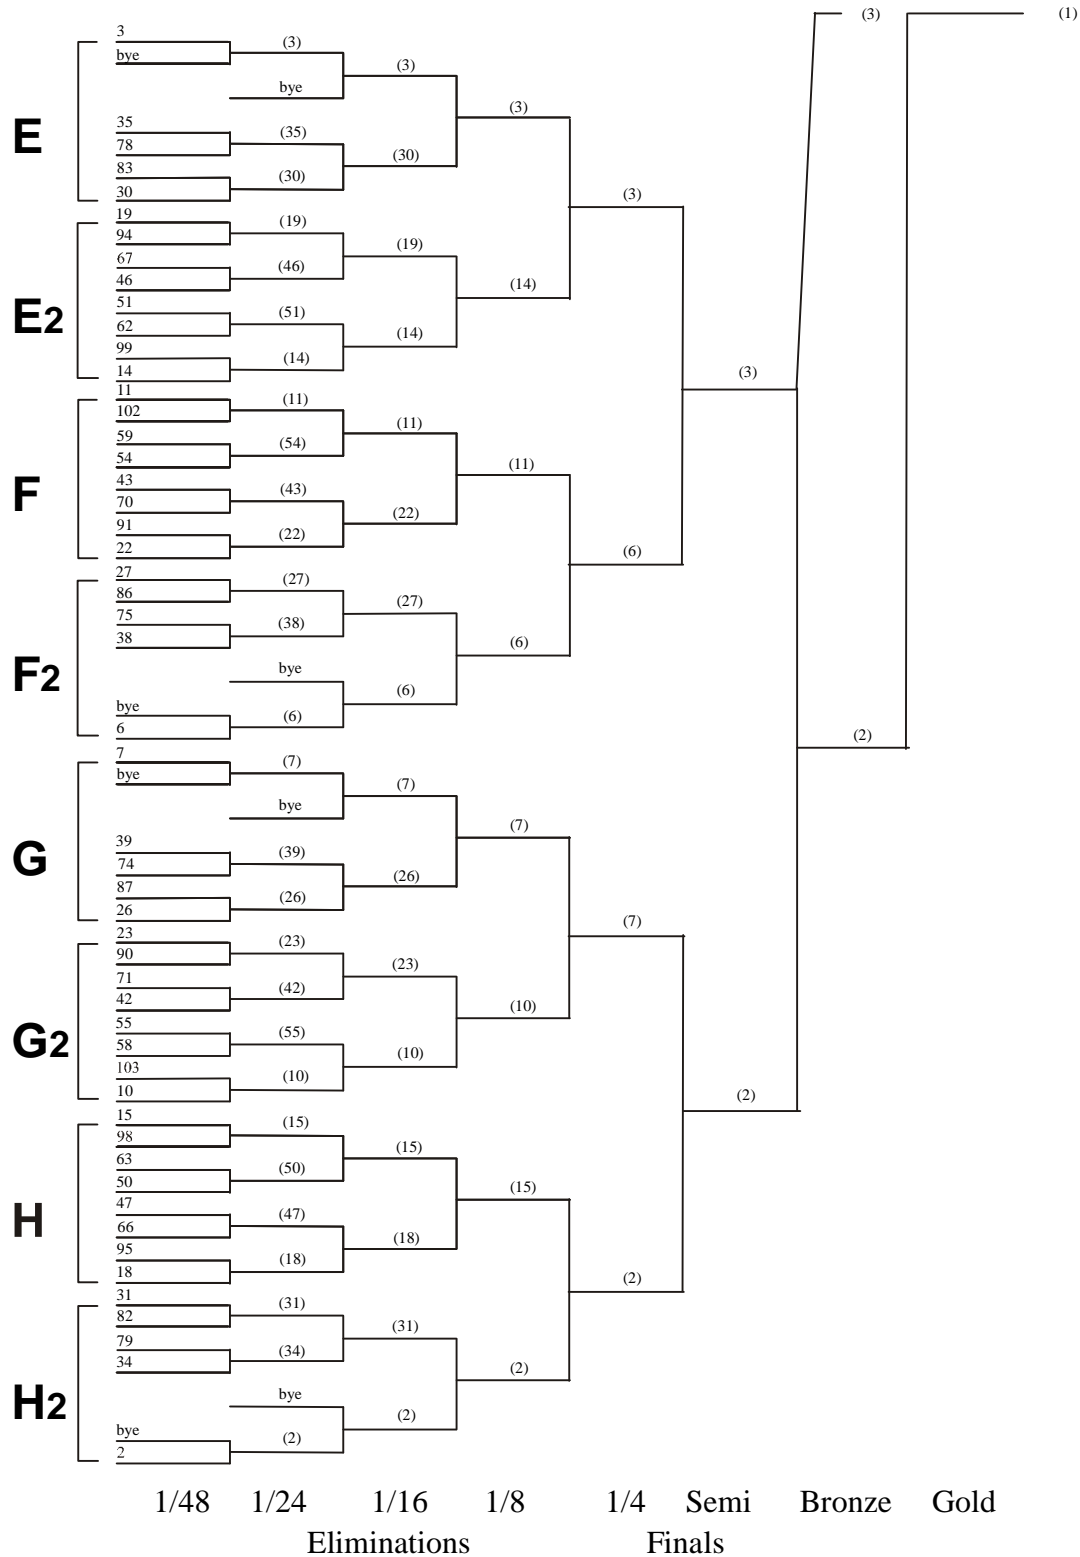 (3) (1)
3 (3)
bye (3)
bye (3)
E
35 (35)
78 (30)
83 (30)
30 (3)
19 (19)
94 (19)
67 (46)
46 (14)
E2
51 (51)
62 (14)
99 (14)
14 (3)
11 (11)
102 (11)
59 (54)
54 (11)
F
43 (43)
70 (22)
91 (22)
22 (6)
27 (27)
86 (27)
75 (38)
38 (6)
F2
bye (6)
bye (6)
6 (2)
7 (7)
bye (7)
bye (7)
G
39 (39)
74 (26)
87 (26)
26 (7)
23 (23)
90 (23)
71 (42)
42 (10)
G2
55 (55)
58 (10)
103 (10)
10 (2)
15 (15)
98 (15)
63 (50)
50 (15)
H
47 (47)
66 (18)
95 (18)
18 (2)
31 (31)
82 (31)
79 (34)
34 (2)
H2
bye (2)
bye (2)
2
1/48 1/24 1/16 1/8 1/4 Semi Bronze Gold
Eliminations Finals